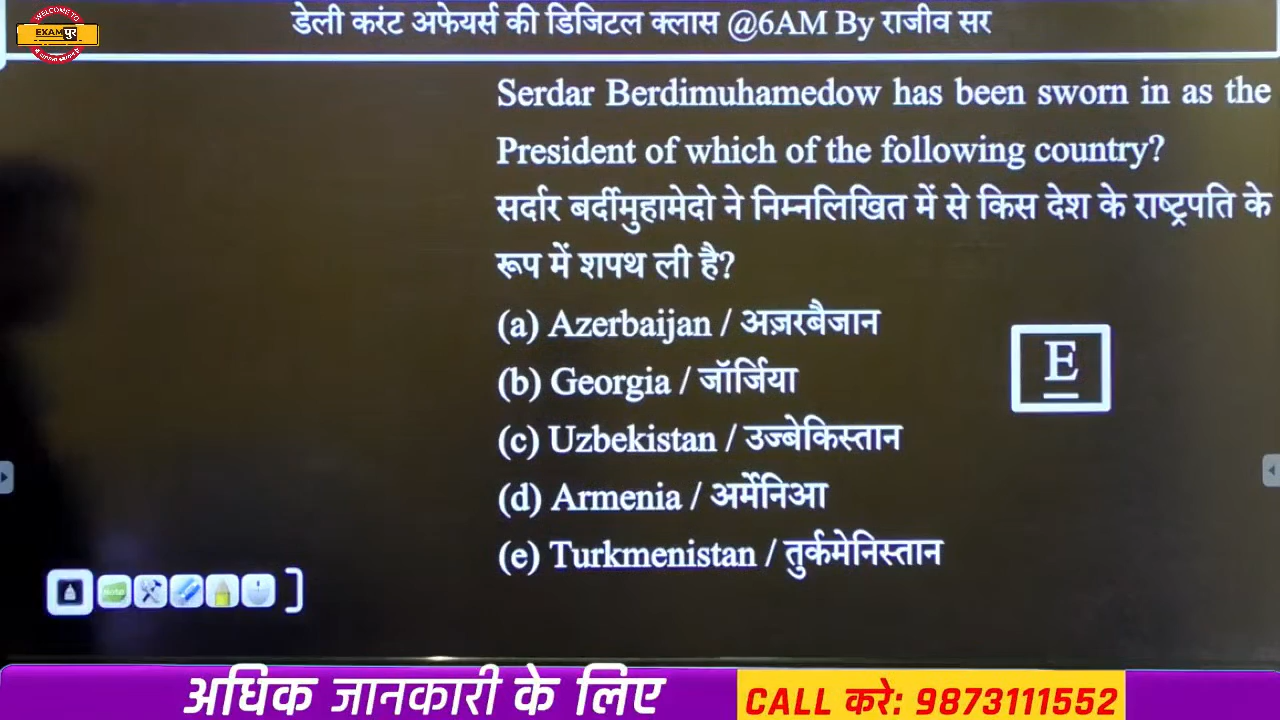 WELCOME TO
EXAM पुर
डेली करंट अफेयर्स की डिजिटल क्लास @6AM By राजीव सर
Serdar Berdimuhamedow has been sworn in as the
President of which of the following country?
सर्दार बर्दीमुहामेदो ने निम्नलिखित में से किस देश के राष्ट्रपति के
रूप में शपथ ली है?
(a) Azerbaijan / अज़रबैजान
(b) Georgia / जॉर्जिया
E
(c) Uzbekistan / उज्बेकिस्तान
(d) Armenia / अर्मेनिआ
(e) Turkmenistan / तुर्कमेनिस्तान
अधिक जानकारी के लिए
CALL करे: 9873111552